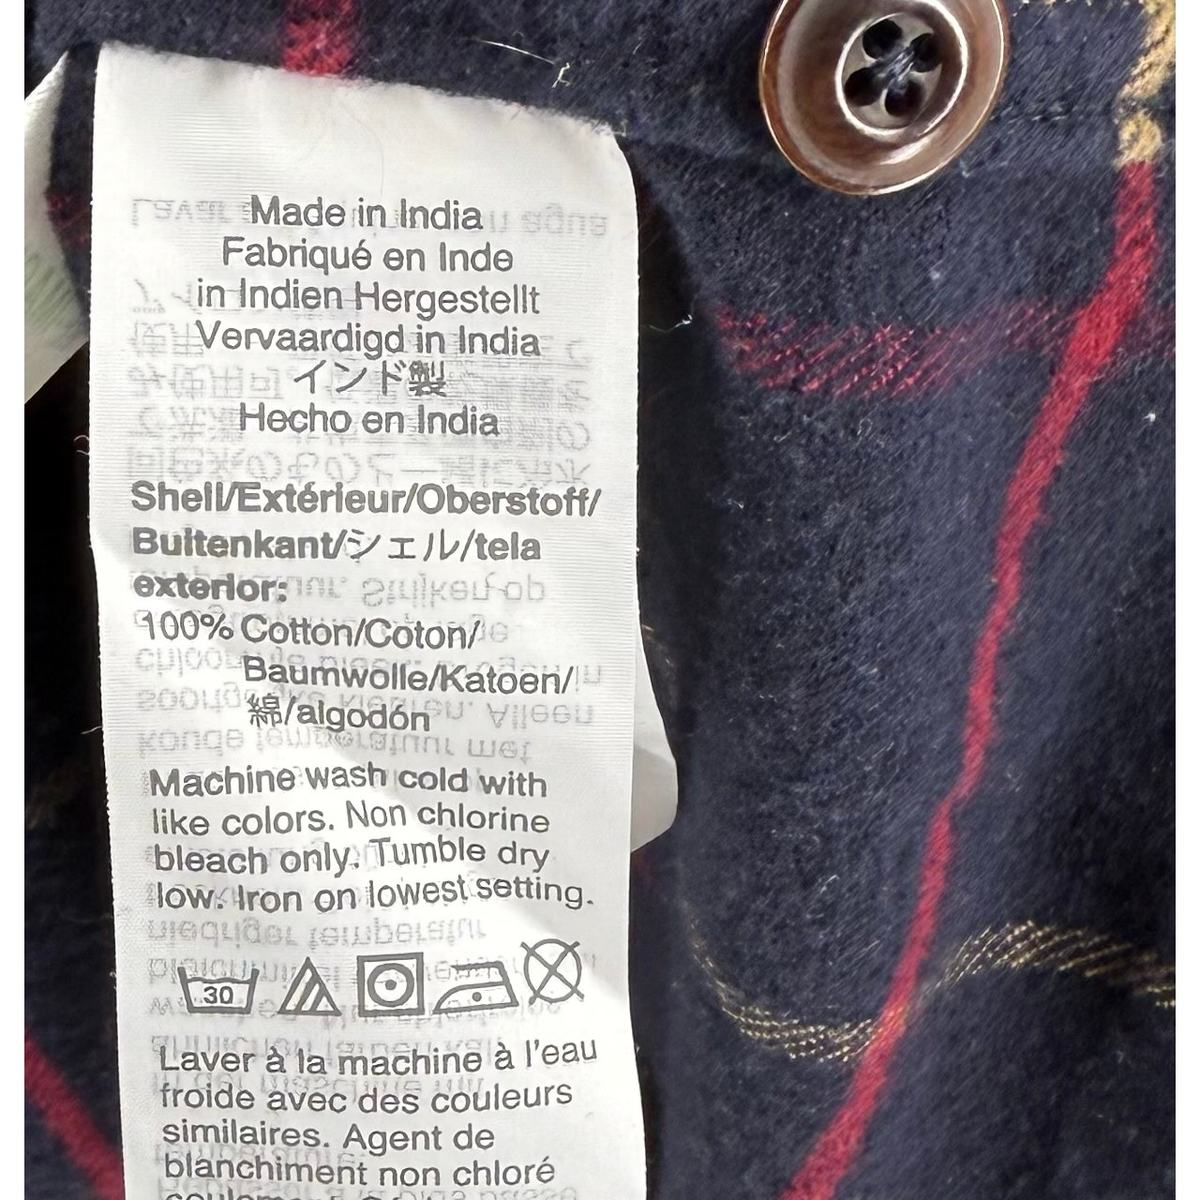 Made in India
Fabriqué en Inde
in Indien Hergestellt
Vervaardigd in India
インド製
Hecho en India
Shell/Extérieur/Oberstoff/
Buitenkant/シェル/tela
exterior:
100% Cotton/Coton/
Baumwolle/Katoen/
綿/algodón
Machine wash cold with
like colors. Non chlorine
bleach only. Tumble dry
low. Iron on lowest setting.
30
Laver à la machine à l'eau
froide avec des couleurs
similaires. Agent de
blanchiment non chloré